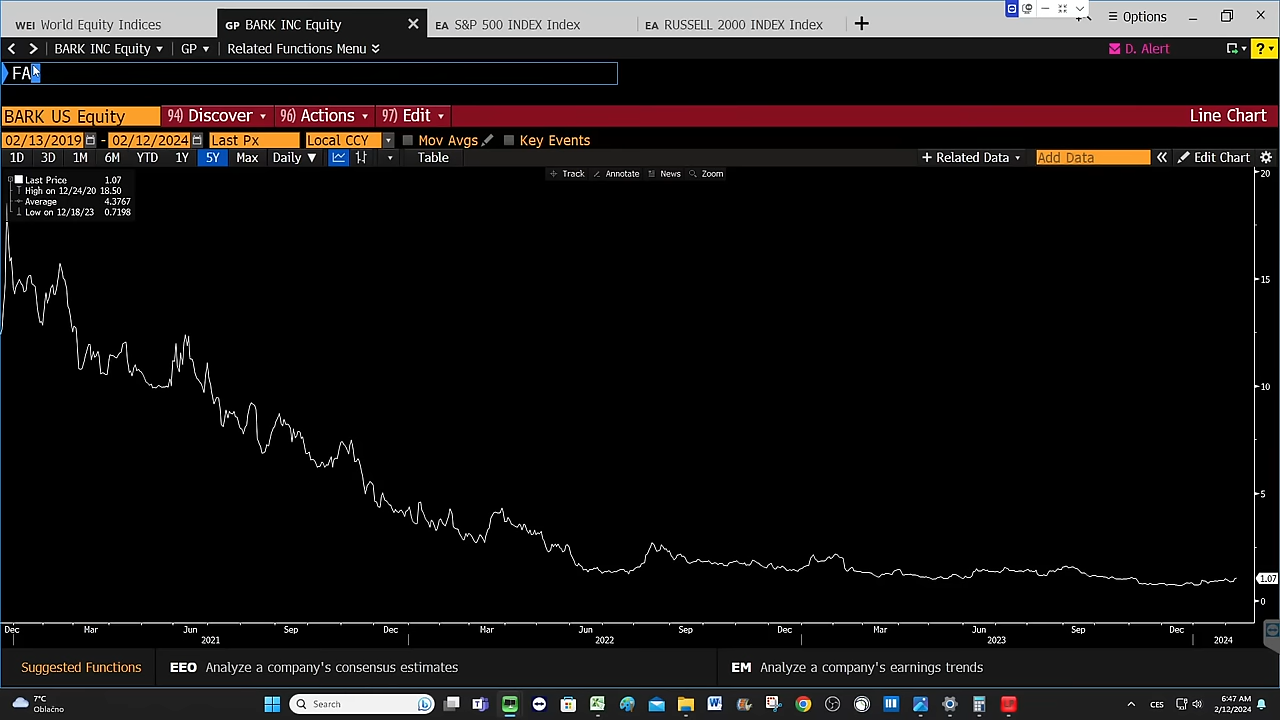 WEI World Equity Indices
GP BARK INC Equity
EA S&P 500 INDEX Index
EA RUSSELL 2000 INDEX Index
Options
BARK INC Equity
GP
Related Functions Menu
D. Alert
?
FA
BARK US Equity
94) Discover
96) Actions
97) Edit
Line Chart
02/13/2019 - 02/12/2024
Last Px
Local CCY
Mov Avgs
Key Events
1D 3D 1M 6M YTD 1Y 5Y Max Daily ▼
Table
+ Related Data
Add Data
Edit Chart
Track Annotate News Zoom
Last Price 1.07
High on 12/24/20 18.50
Average 4.3767
Low on 12/18/23 0.7198
20
15
10
5
1.07
0
Dec Mar Jun Sep Dec Mar Jun Sep Dec Mar Jun Sep Dec
2021 2022 2023 2024
Suggested Functions
EEO Analyze a company's consensus estimates
EM Analyze a company's earnings trends
7°C
Oblačno
Search
CES
6:47 AM
2/12/2024